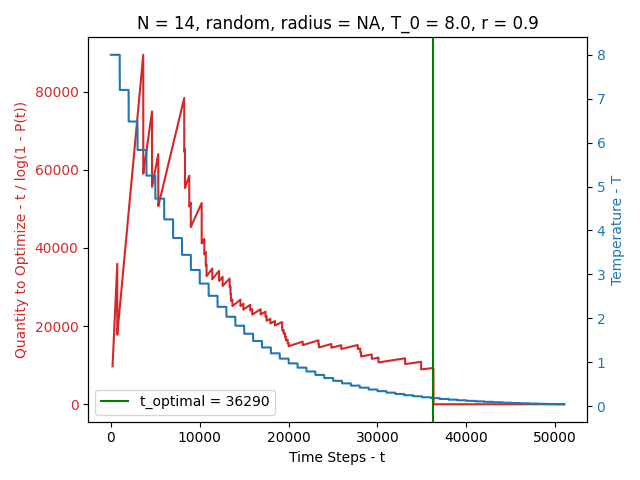 N = 14, random, radius = NA, T_0 = 8.0, r = 0.9
Quantity to Optimize - t / log(1 - P(t))
80000
60000
40000
20000
0
8
7
6
5
4
3
2
1
0
Temperature - T
t_optimal = 36290
0 10000 20000 30000 40000 50000
Time Steps - t